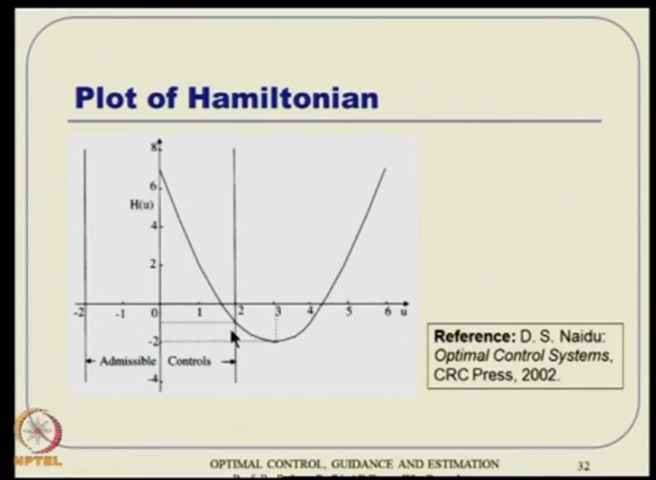 Plot of Hamiltonian
8
6
H(u)
4
2
-2 -1 0 1 2 3 4 5 6 u
-2
Admissible Controls
-4
Reference: D. S. Naidu:
Optimal Control Systems,
CRC Press, 2002.
NPTEL
OPTIMAL CONTROL, GUIDANCE AND ESTIMATION
32